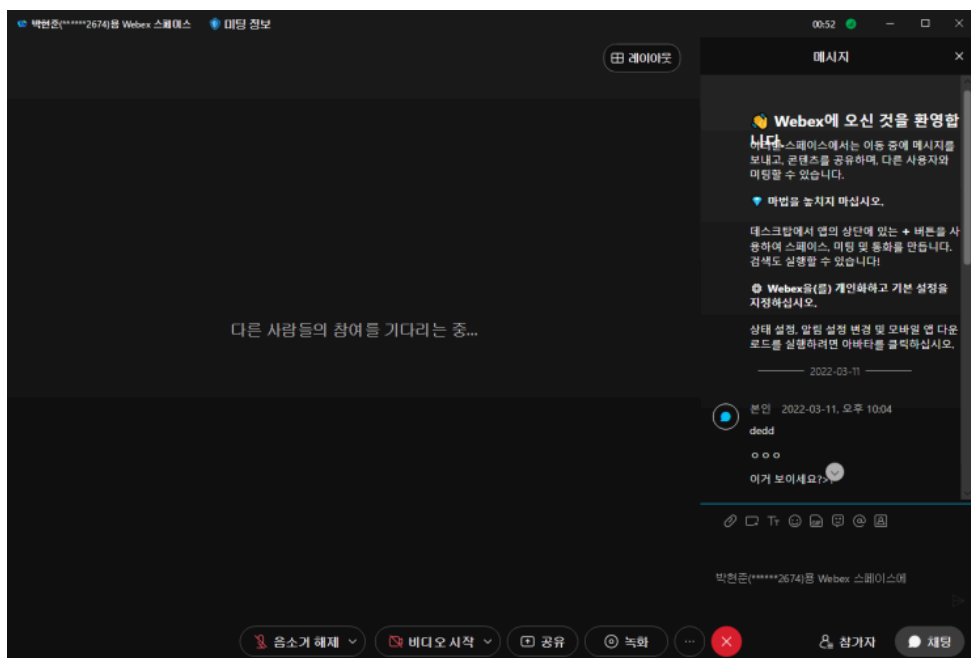 박현준(******2674)용 Webex 스페이스
미팅 정보
00:52
레이아웃
메시지
Webex에 오신 것을 환영합
니다.
스페이스에서는 이동 중에 메시지를
보내고, 콘텐츠를 공유하며, 다른 사용자와
미팅할 수 있습니다.
마법을 놓치지 마십시오.
데스크탑에서 앱의 상단에 있는 + 버튼을 사
용하여 스페이스, 미팅 및 통화를 만듭니다.
검색도 실행할 수 있습니다!
Webex을(를) 개인화하고 기본 설정을
지정하십시오.
상태 설정, 알림 설정 변경 및 모바일 앱 다운
로드를 실행하려면 아바타를 클릭하십시오.
다른 사람들의 참여를 기다리는 중...
2022-03-11
본인 2022-03-11, 오후 10:04
dedd
ㅇㅇㅇ
이거 보이세요?>
박현준(******2674)용 Webex 스페이스에
음소거 해제
비디오 시작
공유
녹화
참가자
채팅